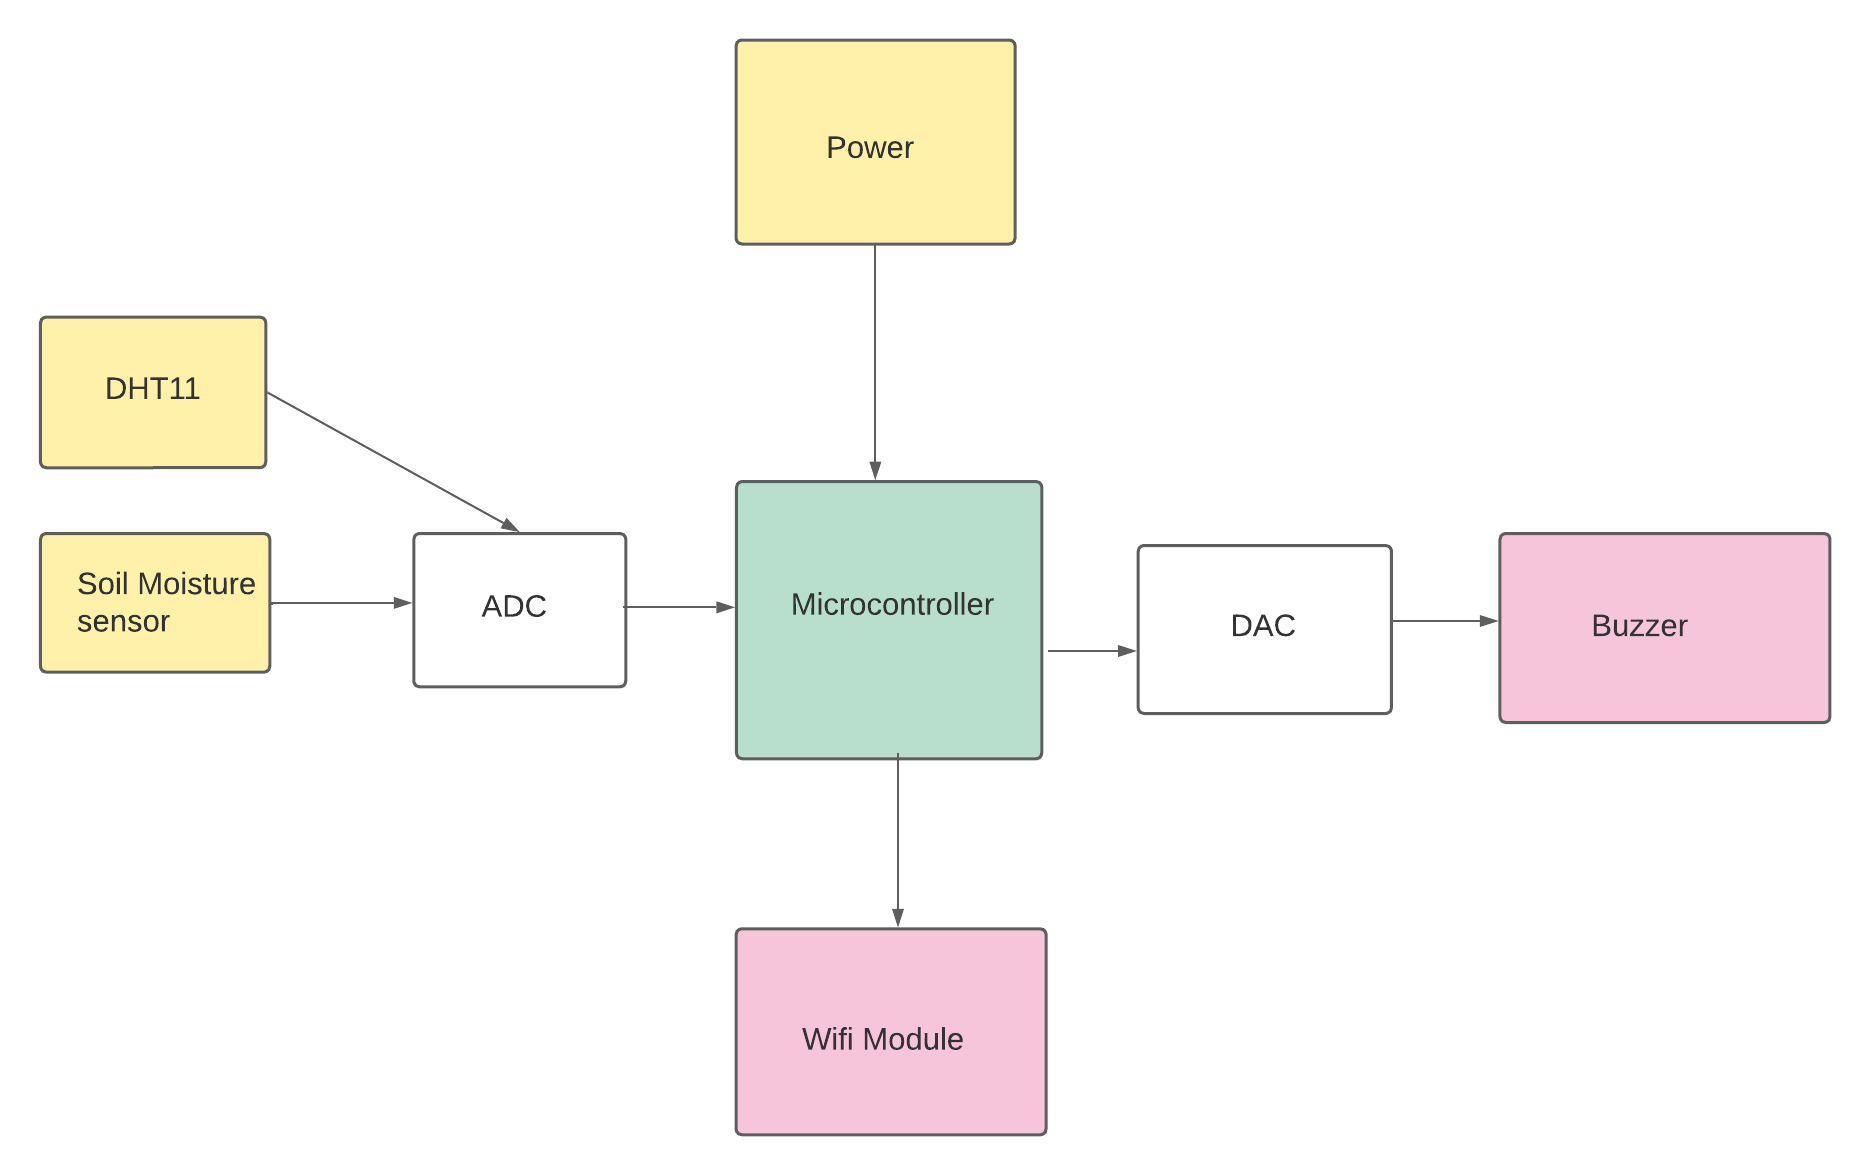 Power
DHT11
Soil Moisture
sensor
ADC
Microcontroller
DAC
Buzzer
Wifi Module